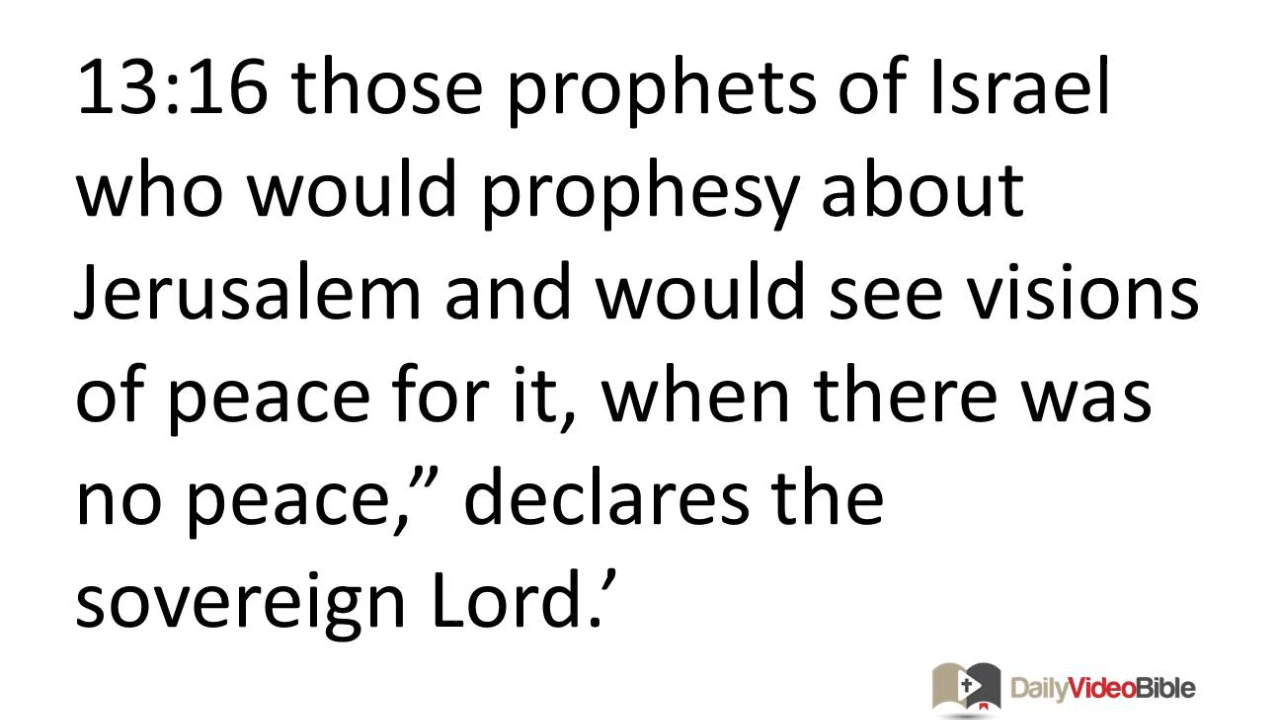 13:16 those prophets of Israel
who would prophesy about
Jerusalem and would see visions
of peace for it, when there was
no peace,” declares the
sovereign Lord.’
DailyVideoBible